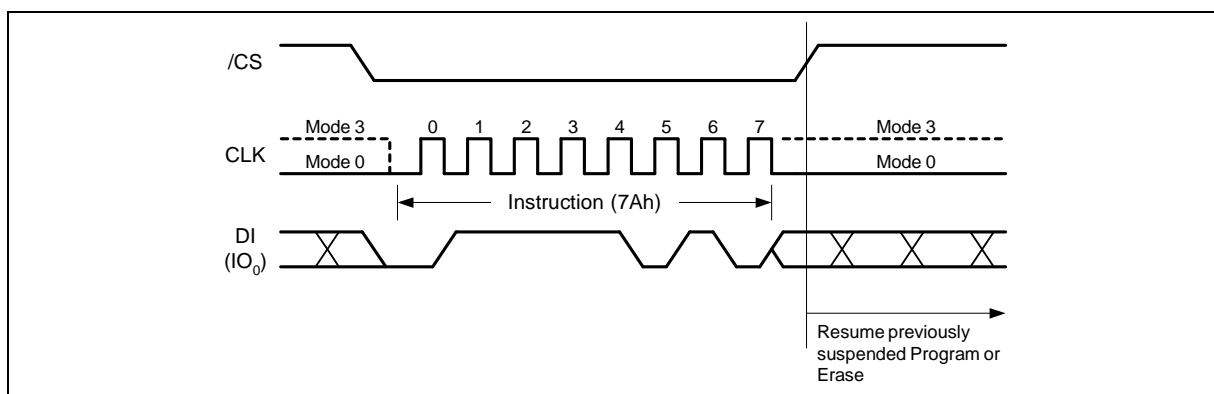 /CS
Mode 3 0 1 2 3 4 5 6 7 Mode 3
CLK
Mode 0 Mode 0
Instruction (7Ah)
DI
(IO0)
Resume previously
suspended Program or
Erase